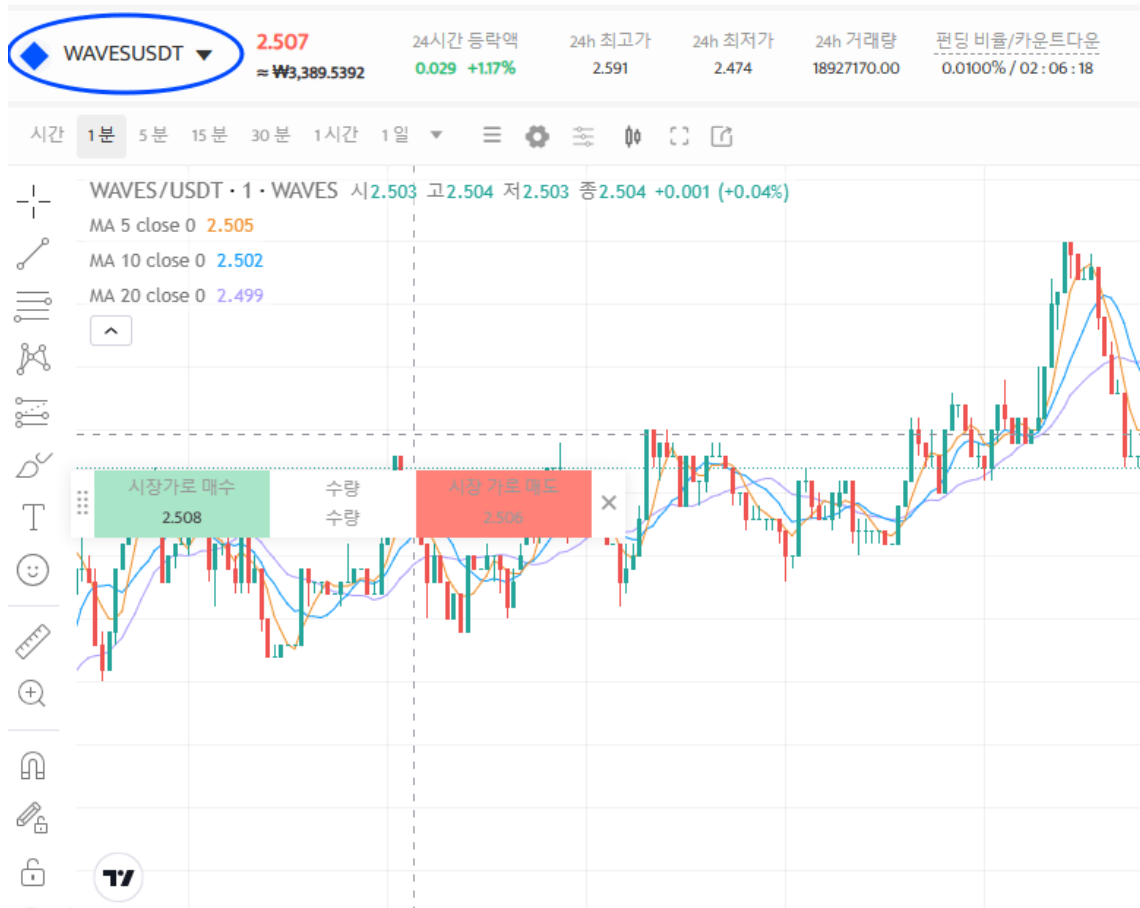 WAVESUSDT
2.507
≈ ₩3,389.5392
24시간 등락액
0.029 +1.17%
24h 최고가
2.591
24h 최저가
2.474
24h 거래량
18927170.00
펀딩 비율/카운트다운
0.0100% / 02 : 06 : 18
시간 1분 5분 15분 30분 1시간 1일
WAVES/USDT · 1 · WAVES 시2.503 고2.504 저2.503 종2.504 +0.001 (+0.04%)
MA 5 close 0 2.505
MA 10 close 0 2.502
MA 20 close 0 2.499
시장가로 매수 수량 시장 가로 매도
2.508 수량 2.506